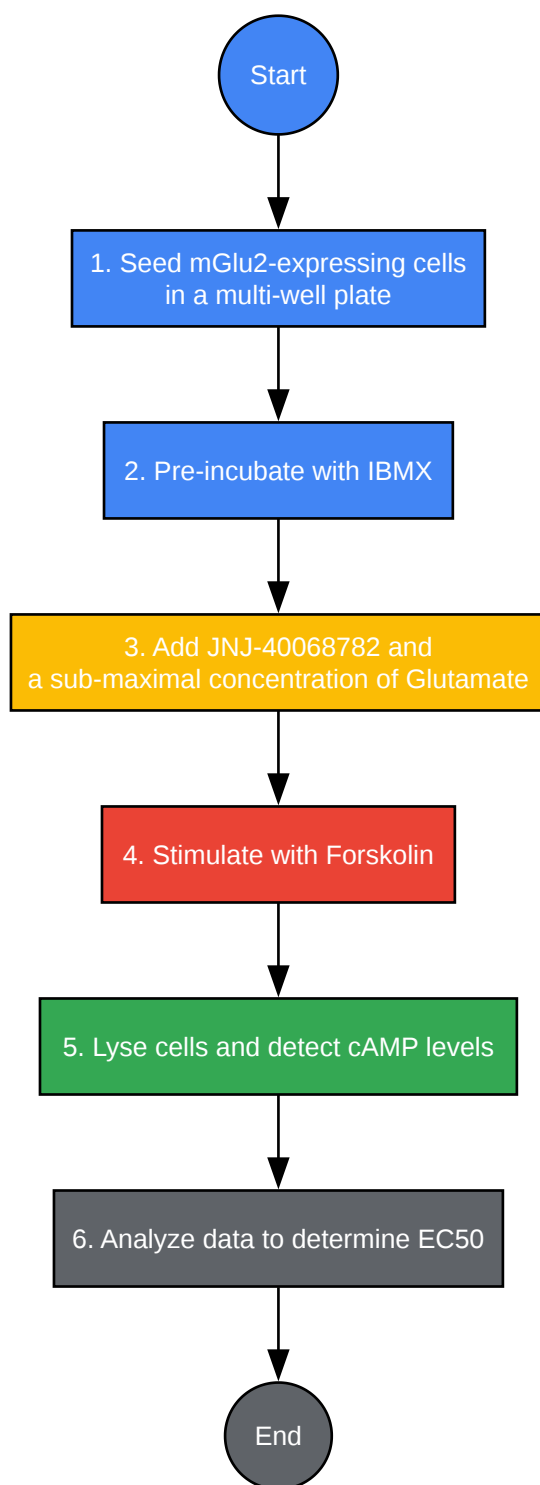 Start
1. Seed mGlu2-expressing cells
in a multi-well plate
2. Pre-incubate with IBMX
3. Add JNJ-40068782 and
a sub-maximal concentration of Glutamate
4. Stimulate with Forskolin
5. Lyse cells and detect cAMP levels
6. Analyze data to determine EC50
End